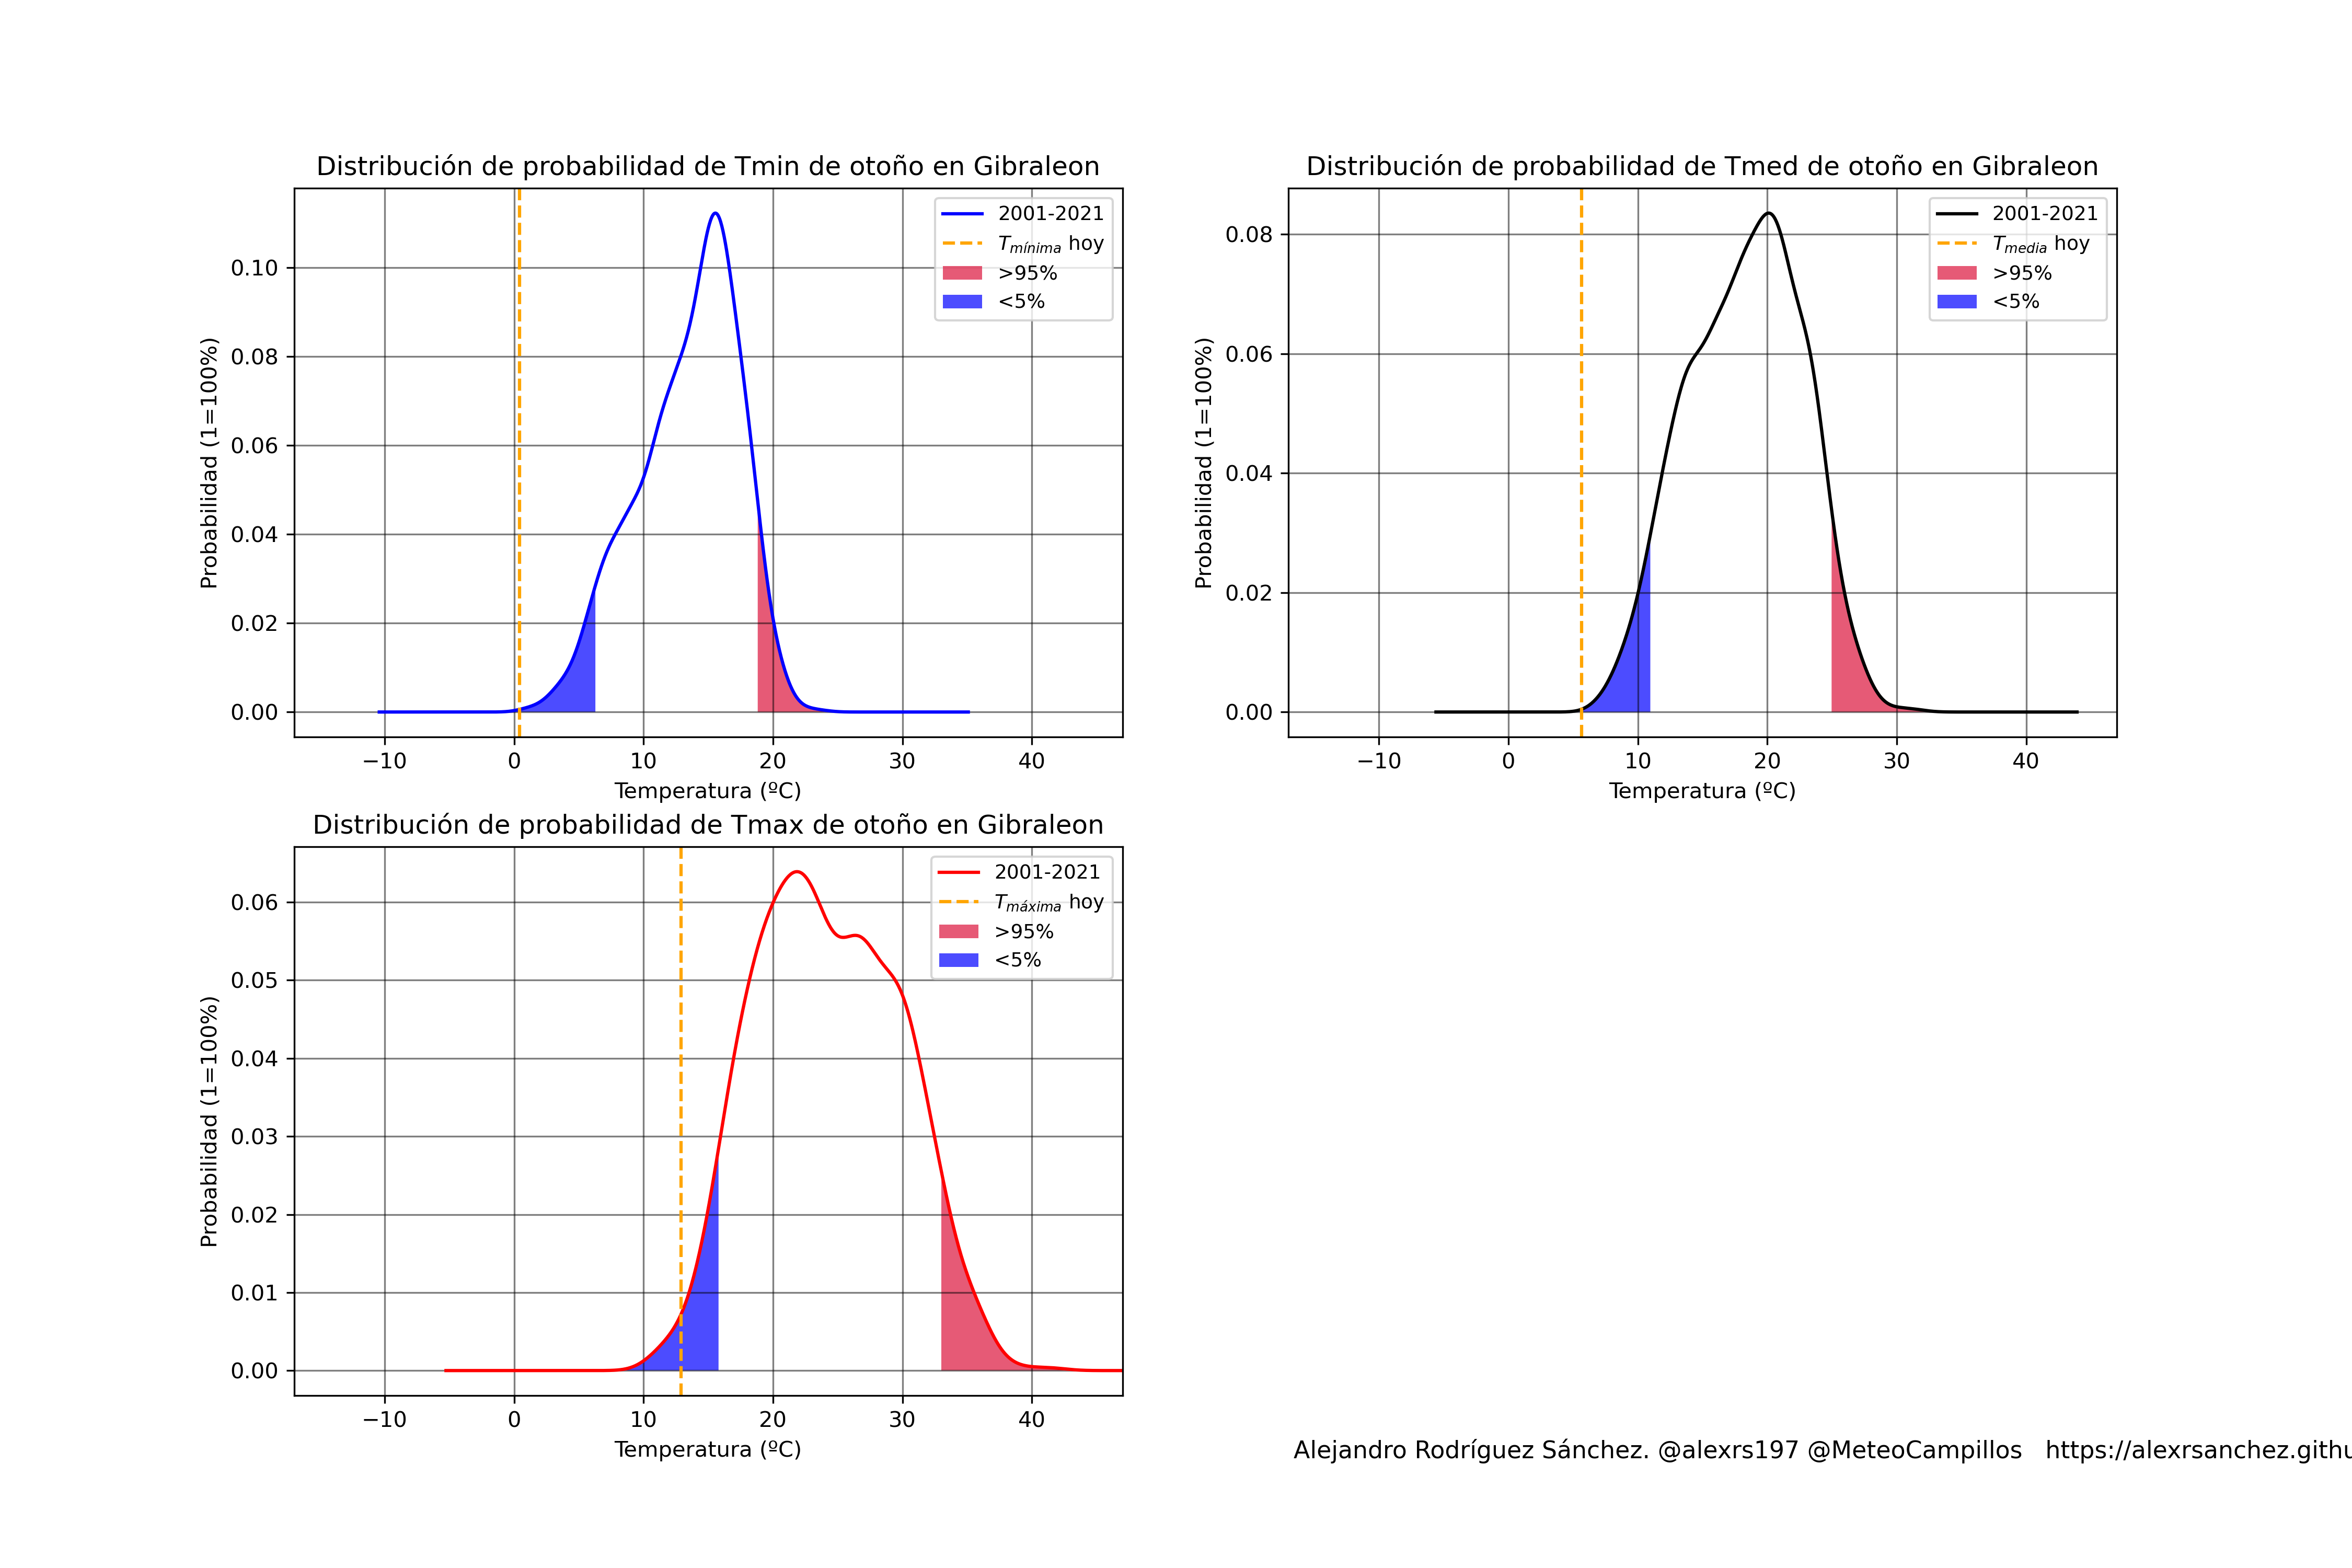 Distribución de probabilidad de Tmin de otoño en Gibraleon
2001-2021
Tmínima hoy
>95%
<5%
Probabilidad (1=100%)
0.10
0.08
0.06
0.04
0.02
0.00
−10 0 10 20 30 40
Temperatura (ºC)
Distribución de probabilidad de Tmed de otoño en Gibraleon
2001-2021
Tmedia hoy
>95%
<5%
Probabilidad (1=100%)
0.08
0.06
0.04
0.02
0.00
−10 0 10 20 30 40
Temperatura (ºC)
Distribución de probabilidad de Tmax de otoño en Gibraleon
2001-2021
Tmáxima hoy
>95%
<5%
Probabilidad (1=100%)
0.06
0.05
0.04
0.03
0.02
0.01
0.00
−10 0 10 20 30 40
Temperatura (ºC)
Alejandro Rodríguez Sánchez. @alexrs197 @MeteoCampillos https://alexrsanchez.githu